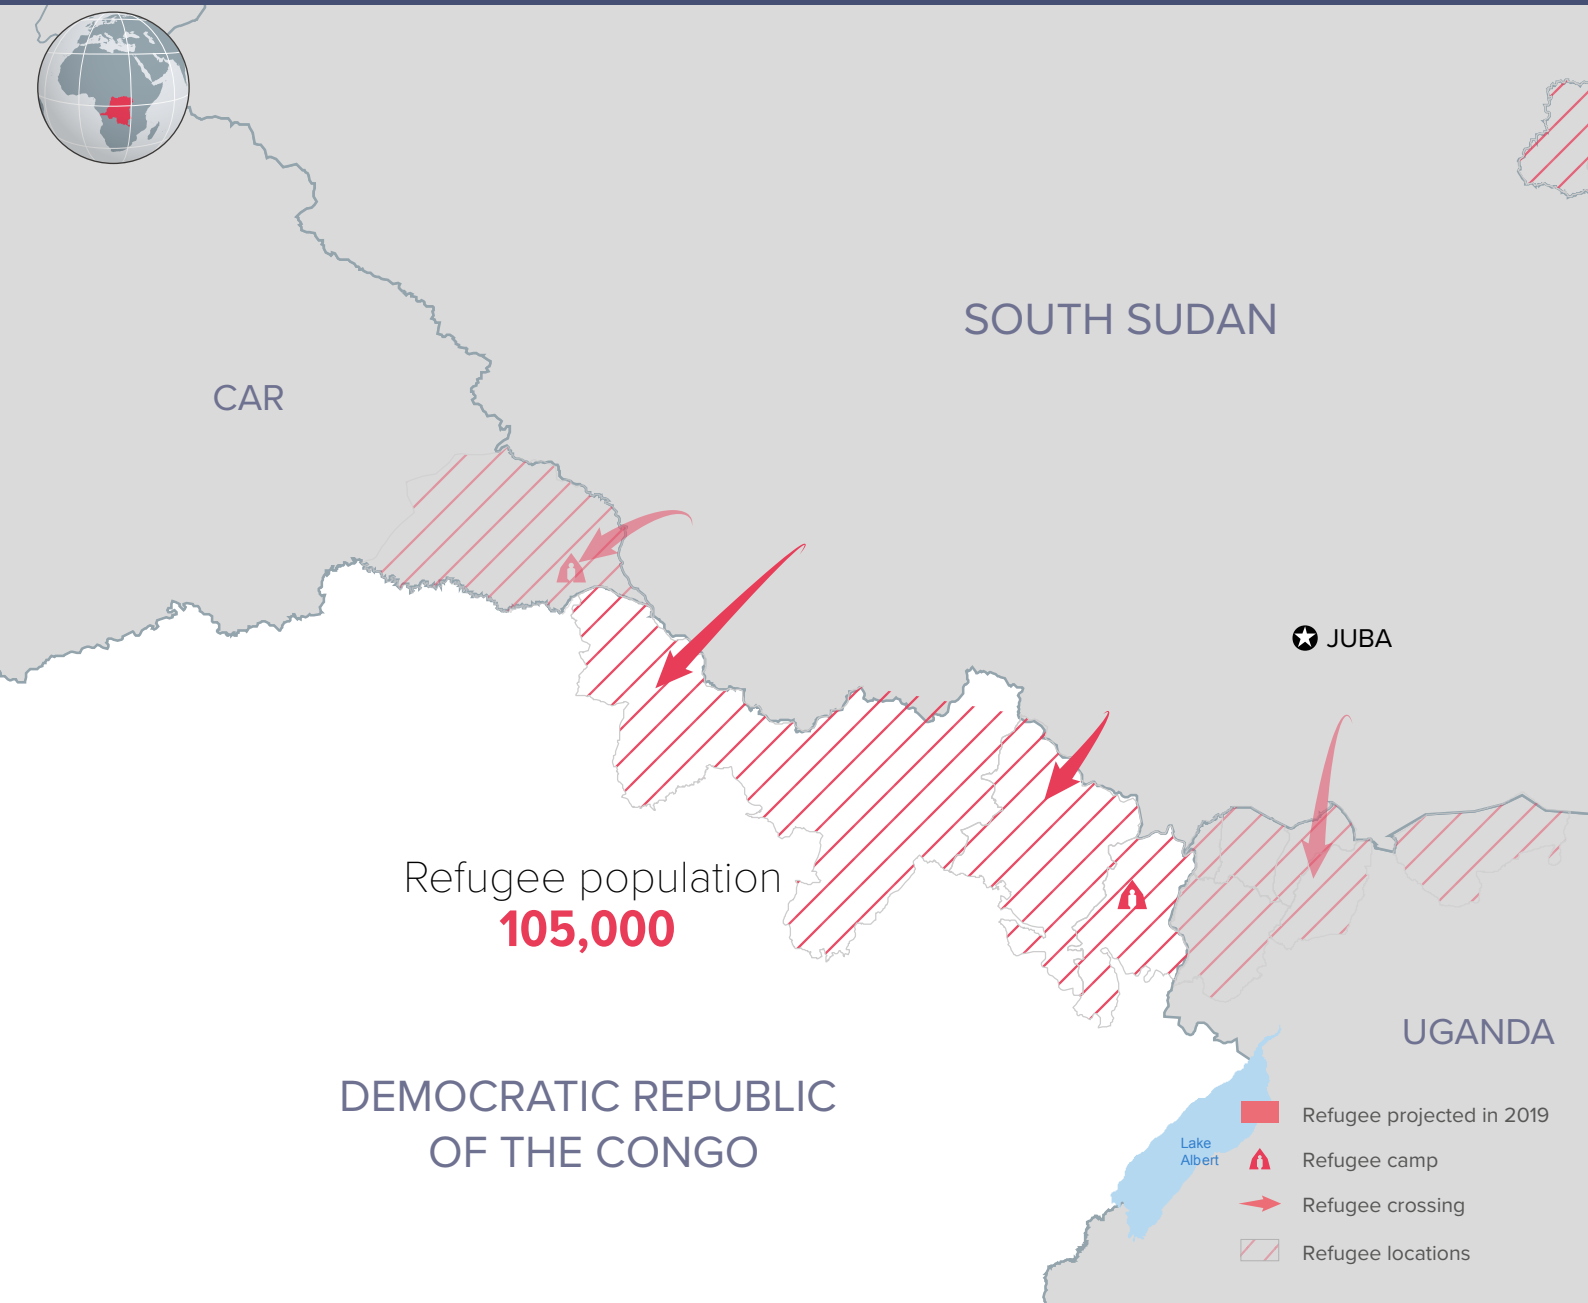 SOUTH SUDAN
CAR
JUBA
Refugee population
105,000
UGANDA
DEMOCRATIC REPUBLIC
OF THE CONGO
Lake
Albert
Refugee projected in 2019
Refugee camp
Refugee crossing
Refugee locations